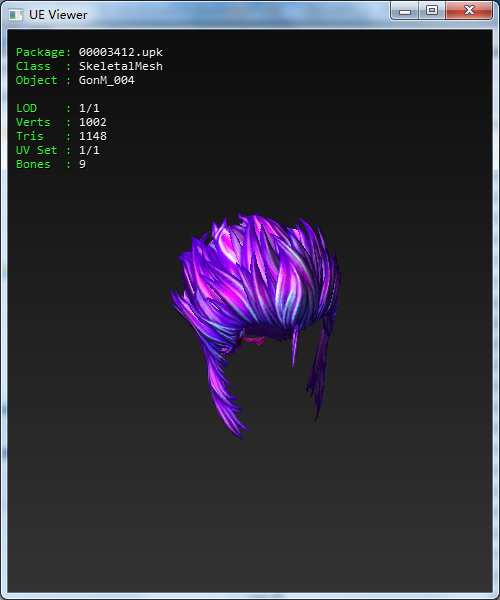 UE Viewer
Package: 00003412.upk
Class  : SkeletalMesh
Object : GonM_004
LOD    : 1/1
Verts  : 1002
Tris   : 1148
UV Set : 1/1
Bones  : 9